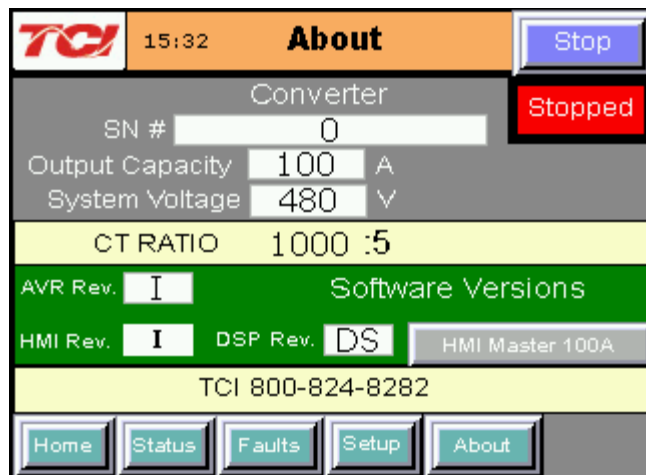 TCI 15:32 About Stop
Converter
Stopped
SN # 0
Output Capacity 100 A
System Voltage 480 V
CT RATIO 1000 :5
AVR Rev. I Software Versions
HMI Rev. I DSP Rev. DS HMI Master 100A
TCI 800-824-8282
Home Status Faults Setup About